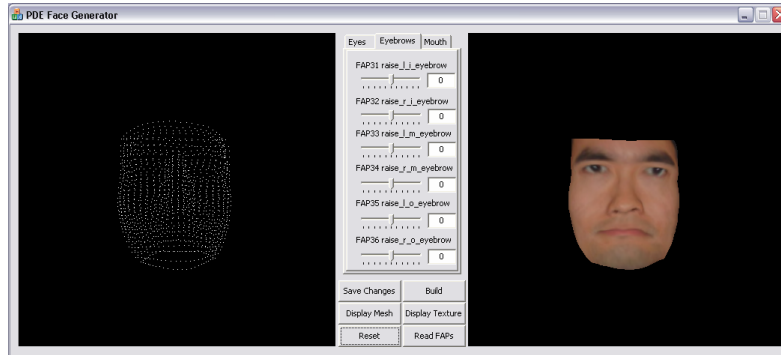 PDE Face Generator
Eyes Eyebrows Mouth
FAP31 raise_l_i_eyebrow
0
FAP32 raise_r_i_eyebrow
0
FAP33 raise_l_m_eyebrow
0
FAP34 raise_r_m_eyebrow
0
FAP35 raise_l_o_eyebrow
0
FAP36 raise_r_o_eyebrow
0
Save Changes Build
Display Mesh Display Texture
Reset Read FAPs